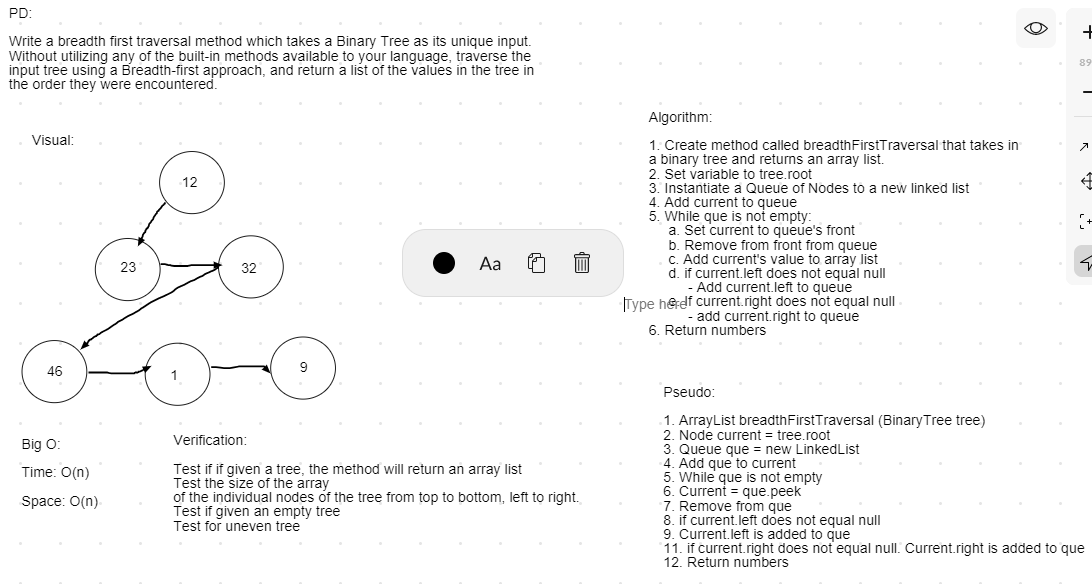 PD:
Write a breadth first traversal method which takes a Binary Tree as its unique input.
Without utilizing any of the built-in methods available to your language, traverse the
input tree using a Breadth-first approach, and return a list of the values in the tree in
the order they were encountered.
Visual:
12
23
32
46
1
9
Big O:
Time: O(n)
Space: O(n)
Verification:
Test if if given a tree, the method will return an array list
Test the size of the array
of the individual nodes of the tree from top to bottom, left to right.
Test if given an empty tree
Test for uneven tree
Aa
Type here
Algorithm:
1. Create method called breadthFirstTraversal that takes in
a binary tree and returns an array list.
2. Set variable to tree.root
3. Instantiate a Queue of Nodes to a new linked list
4. Add current to queue
5. While que is not empty:
a. Set current to queue's front
b. Remove from front from queue
c. Add current's value to array list
d. if current.left does not equal null
- Add current.left to queue
e. If current.right does not equal null
- add current.right to queue
6. Return numbers
Pseudo:
1. ArrayList breadthFirstTraversal (BinaryTree tree)
2. Node current = tree.root
3. Queue que = new LinkedList
4. Add que to current
5. While que is not empty
6. Current = que.peek
7. Remove from que
8. if current.left does not equal null
9. Current.left is added to que
11. if current.right does not equal null. Current.right is added to que
12. Return numbers
89